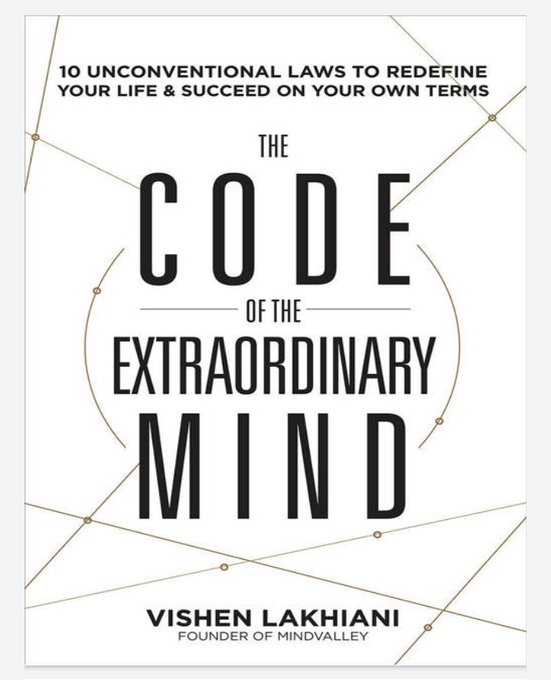 10 UNCONVENTIONAL LAWS TO REDEFINE
YOUR LIFE & SUCCEED ON YOUR OWN TERMS
THE
CODE
OF THE
EXTRAORDINARY
MIND
VISHEN LAKHIANI
FOUNDER OF MINDVALLEY